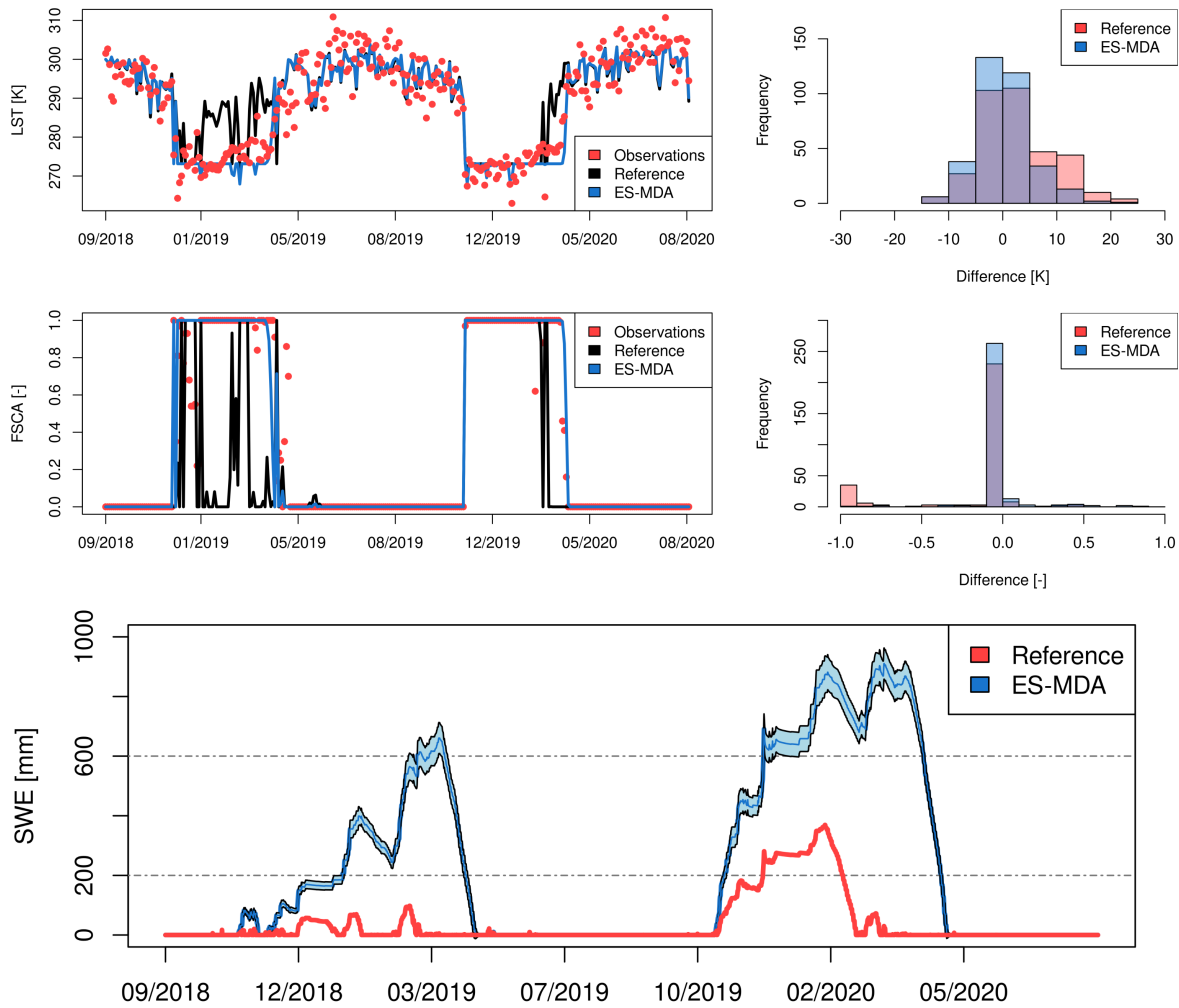 310
300
290
280
270
LST [K]
Observations
Reference
ES-MDA
09/2018
01/2019
05/2019
08/2019
12/2019
05/2020
08/2020
150
100
50
0
Frequency
Reference
ES-MDA
-30
-20
-10
0
10
20
30
Difference [K]
1.0
0.8
0.6
0.4
0.2
0.0
FSCA [-]
Observations
Reference
ES-MDA
09/2018
01/2019
05/2019
08/2019
12/2019
05/2020
08/2020
250
150
50
0
Frequency
Reference
ES-MDA
-1.0
-0.5
0.0
0.5
1.0
Difference [-]
1000
600
200
0
SWE [mm]
Reference
ES-MDA
09/2018
12/2018
03/2019
07/2019
10/2019
02/2020
05/2020